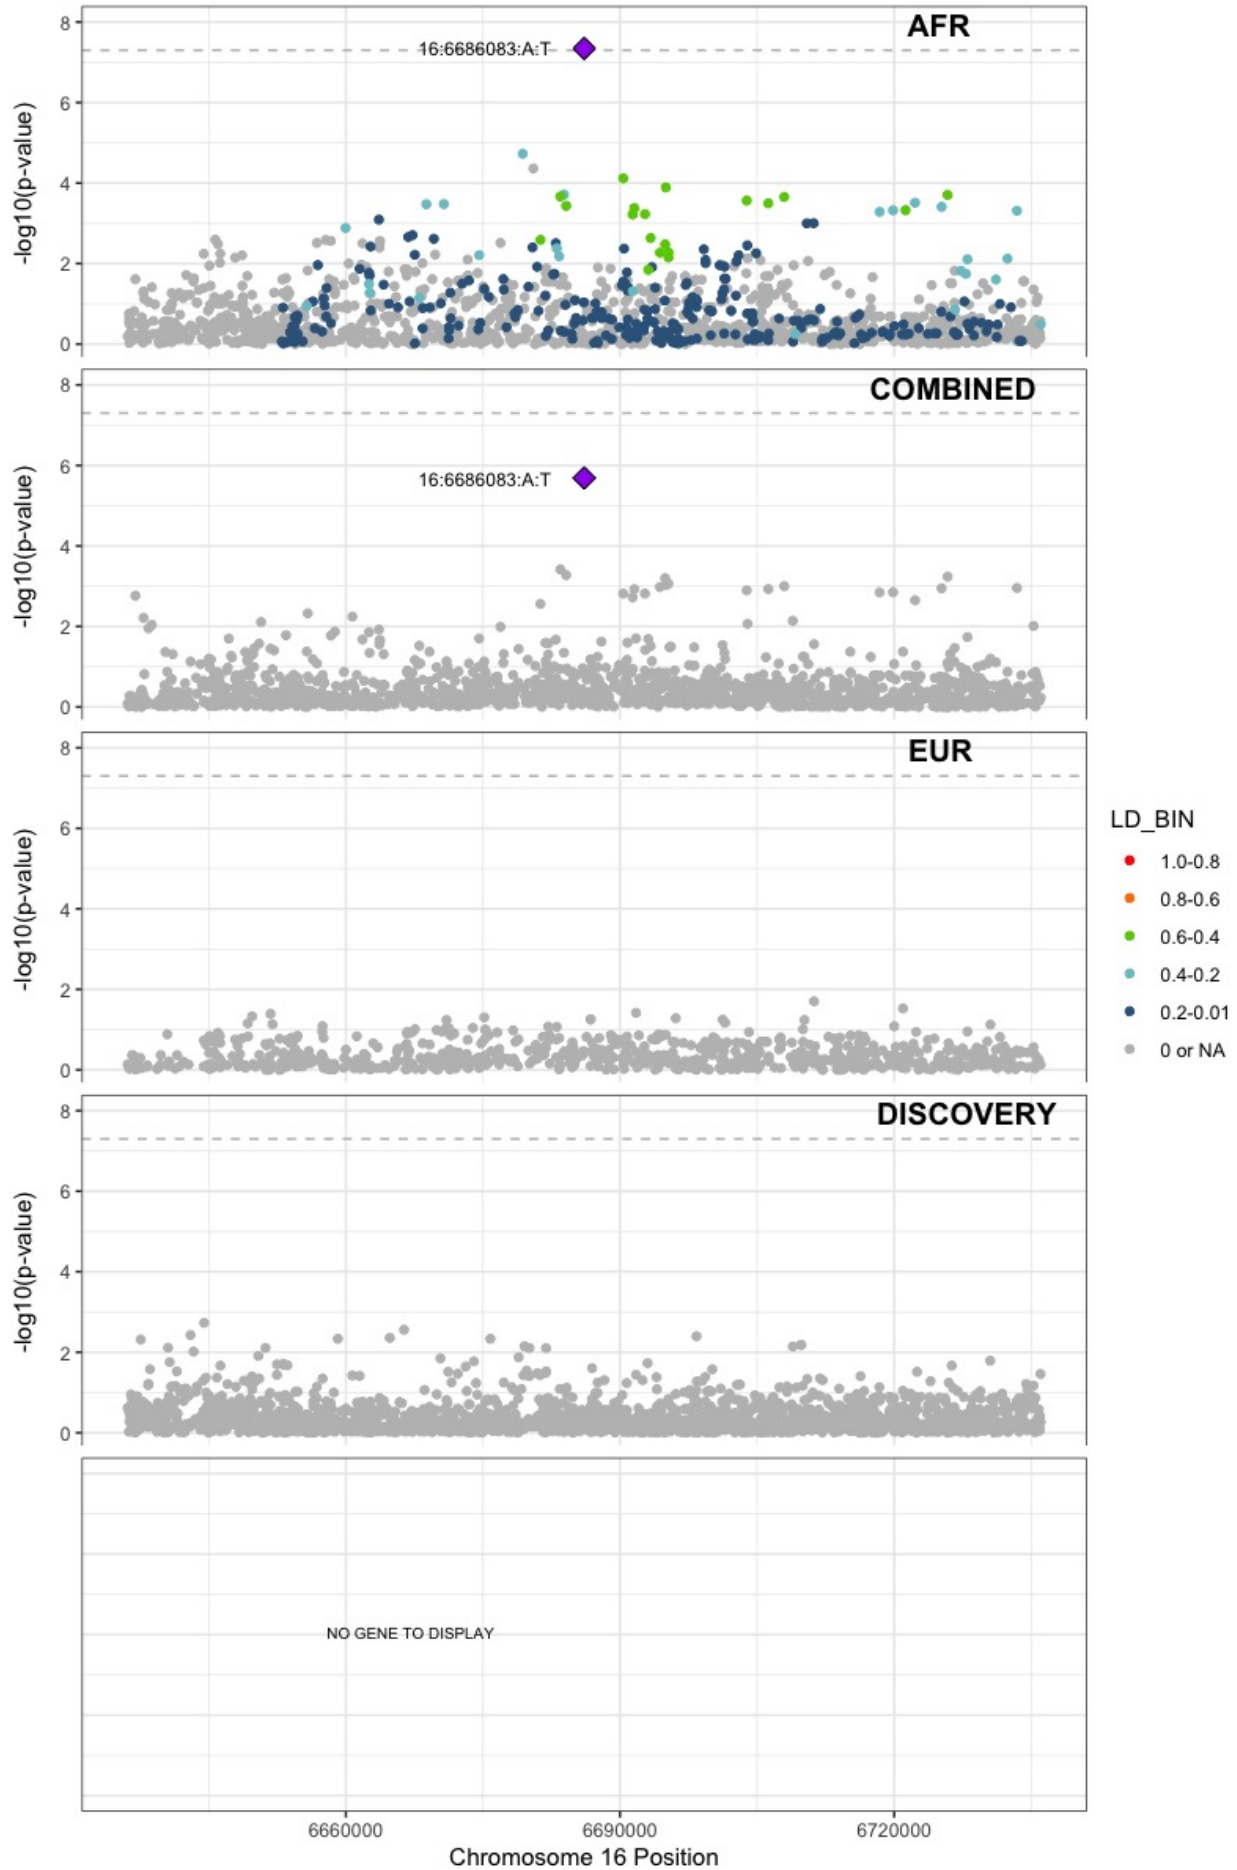 AFR
8
6
4
2
0
-log10(p-value)
16:6686083:A:T
COMBINED
8
6
4
2
0
-log10(p-value)
16:6686083:A:T
EUR
8
6
4
2
0
-log10(p-value)
DISCOVERY
8
6
4
2
0
-log10(p-value)
LD_BIN
1.0-0.8
0.8-0.6
0.6-0.4
0.4-0.2
0.2-0.01
0 or NA
NO GENE TO DISPLAY
6660000 6690000 6720000
Chromosome 16 Position